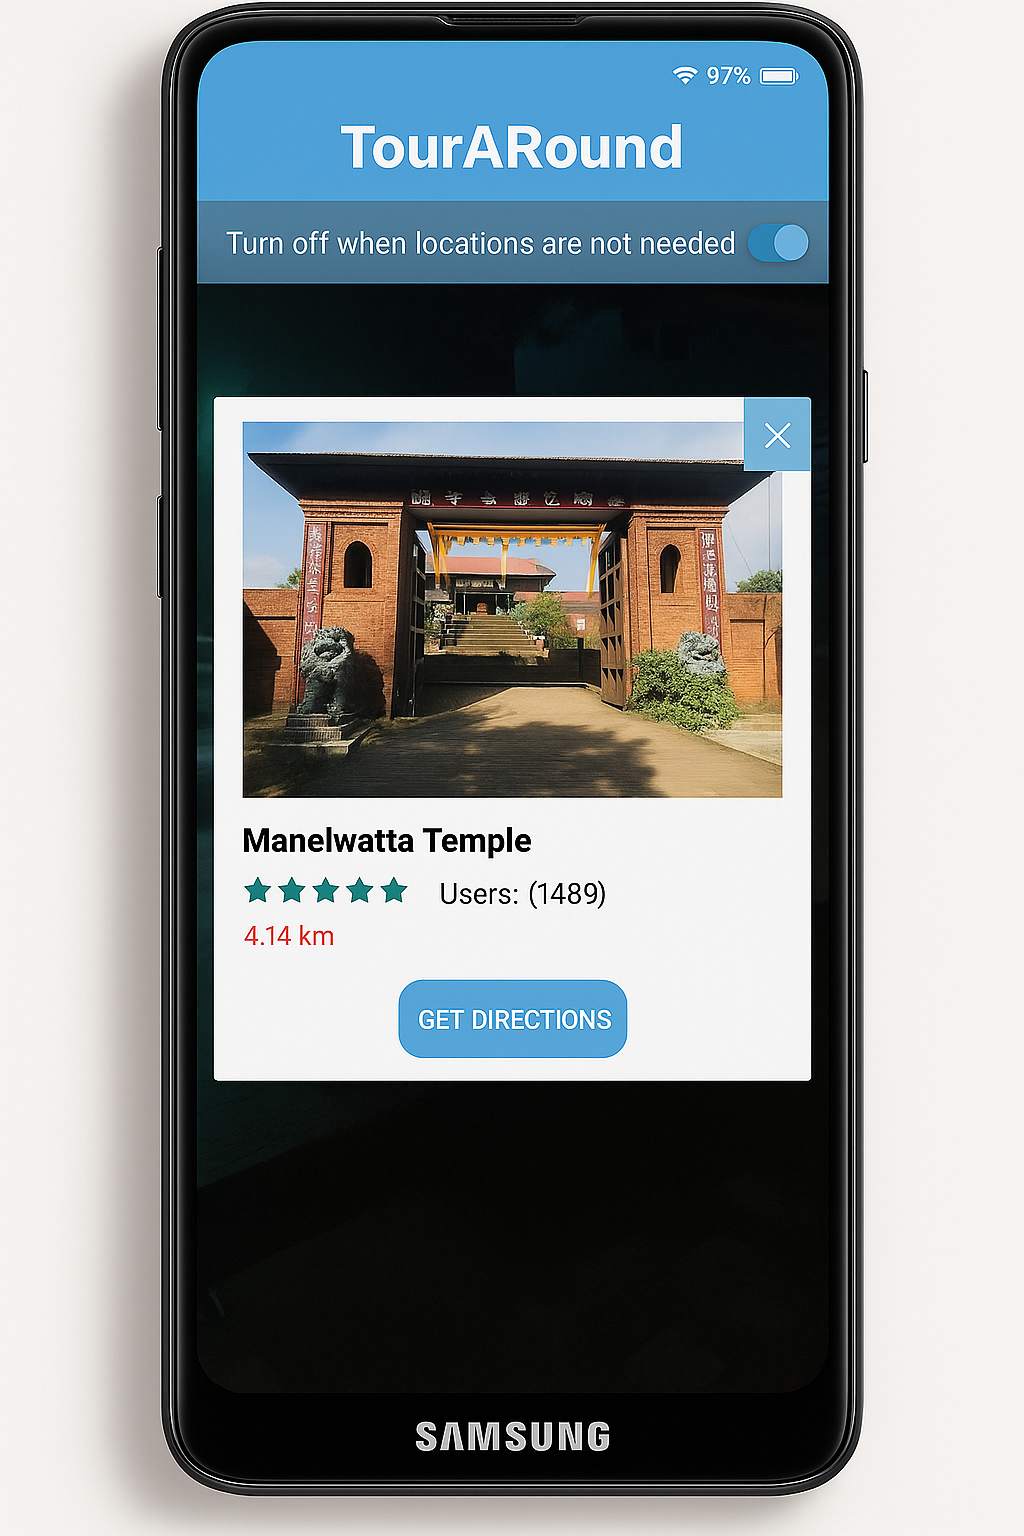 97%
TourARound
Turn off when locations are not needed
Manelwatta Temple
Users: (1489)
4.14 km
GET DIRECTIONS
SAMSUNG